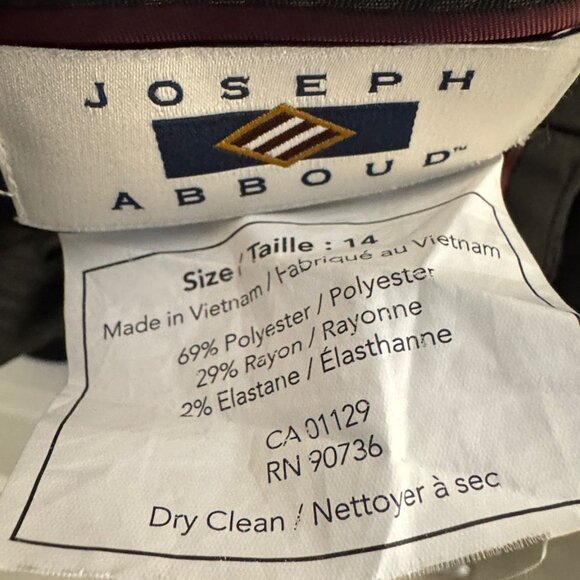 JOSEPH
ABBOUD™
Size/Taille : 14
Made in Vietnam/Fabriqué au Vietnam
69% Polyester / Polyester
29% Rayon / Rayonne
2% Elastane / Élasthanne
CA 01129
RN 90736
Dry Clean / Nettoyer à sec